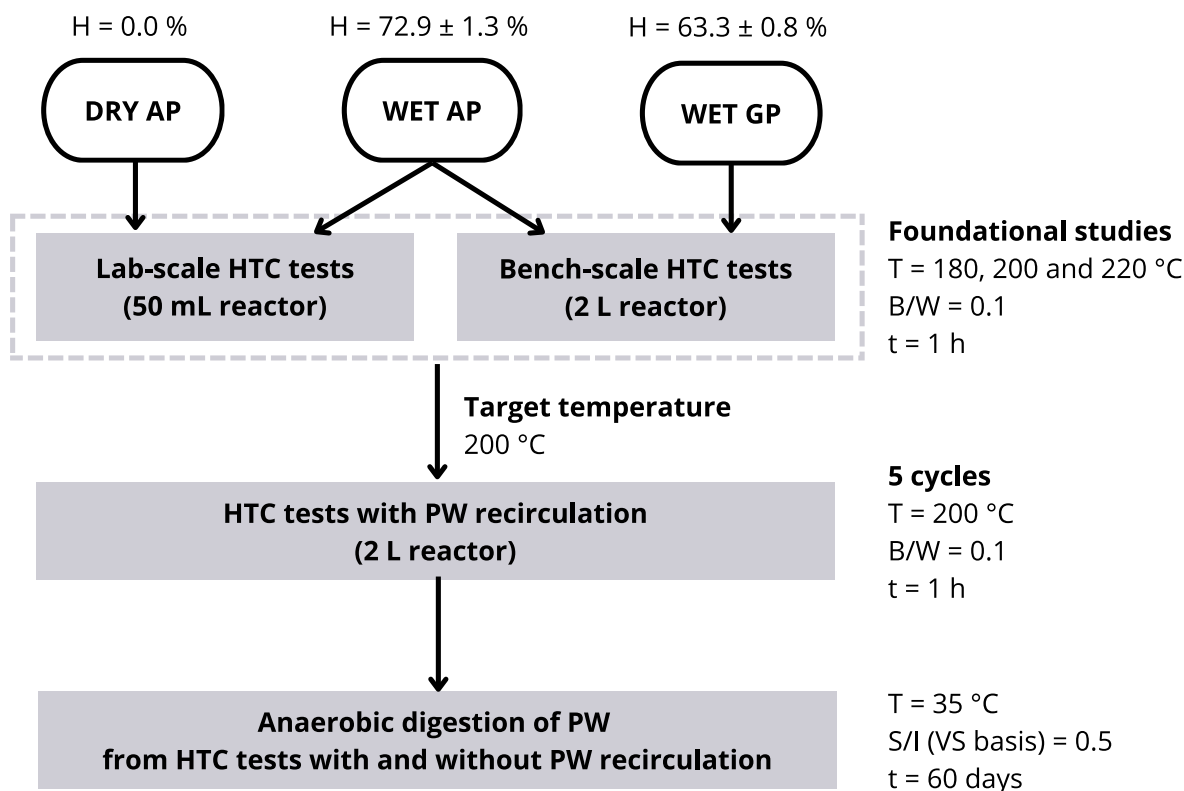 H = 0.0 %
H = 72.9 ± 1.3 %
H = 63.3 ± 0.8 %
DRY AP
WET AP
WET GP
Lab-scale HTC tests
(50 mL reactor)
Bench-scale HTC tests
(2 L reactor)
Foundational studies
T = 180, 200 and 220 °C
B/W = 0.1
t = 1 h
Target temperature
200 °C
HTC tests with PW recirculation
(2 L reactor)
5 cycles
T = 200 °C
B/W = 0.1
t = 1 h
Anaerobic digestion of PW
from HTC tests with and without PW recirculation
T = 35 °C
S/I (VS basis) = 0.5
t = 60 days